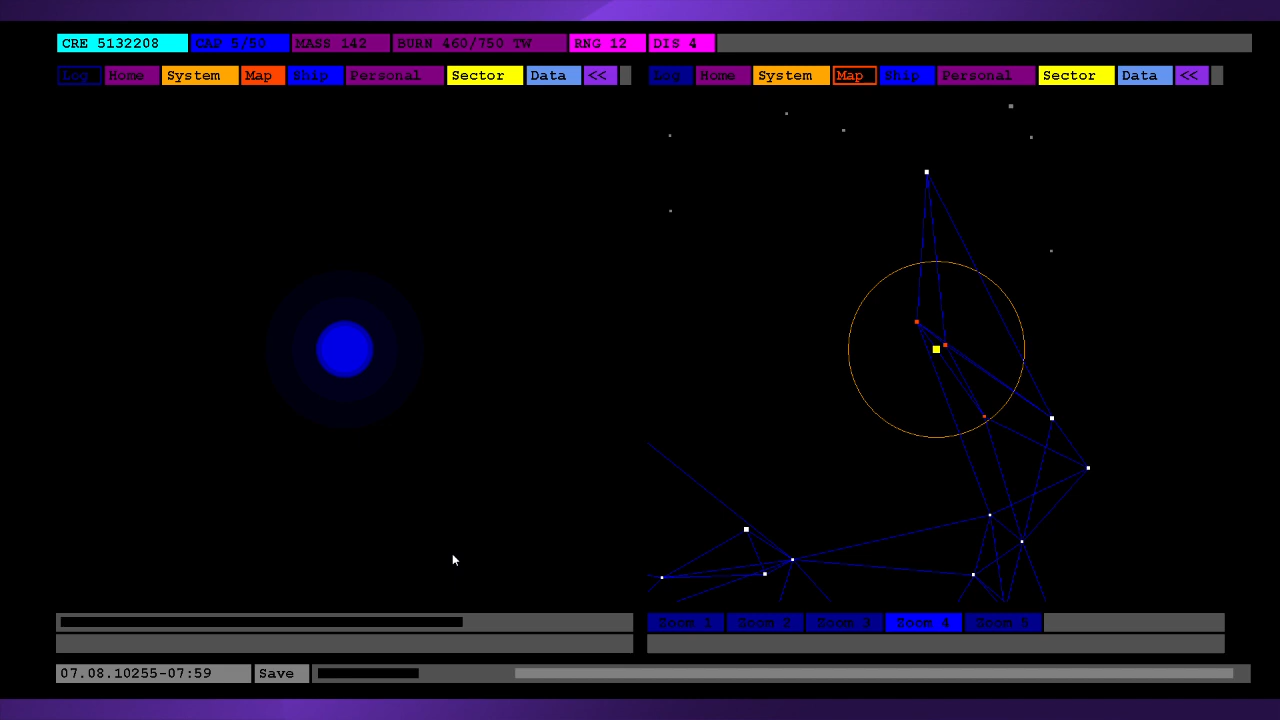 CRE 5132208 CAP 5/50 MASS 142 BURN 460/750 TW RNG 12 DIS 4
Log Home System Map Ship Personal Sector Data << Log Home System Map Ship Personal Sector Data <<
Zoom 1 Zoom 2 Zoom 3 Zoom 4 Zoom 5
07.08.10255-07:59 Save